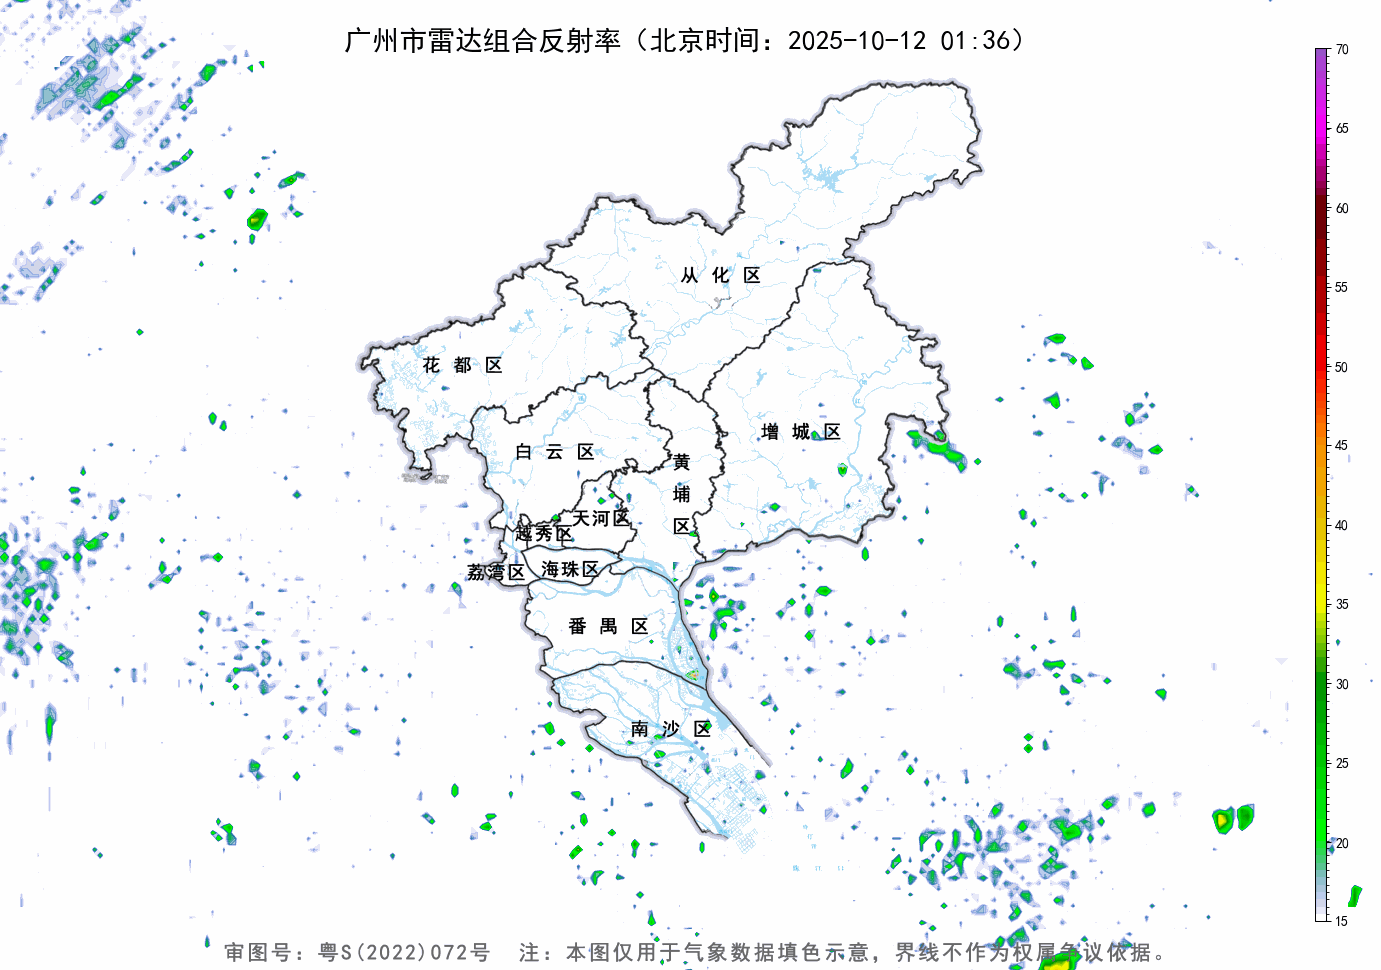 广州市雷达组合反射率（北京时间：2025-10-12 01:36）
70
65
60
55
50
45
40
35
30
25
20
15
从化区
花都区
增城区
白云区
黄埔区
天河区
越秀区
荔湾区
海珠区
番禺区
南沙区
审图号：粤S(2022)072号 注：本图仅用于气象数据填色示意，界线不作为权属争议依据。